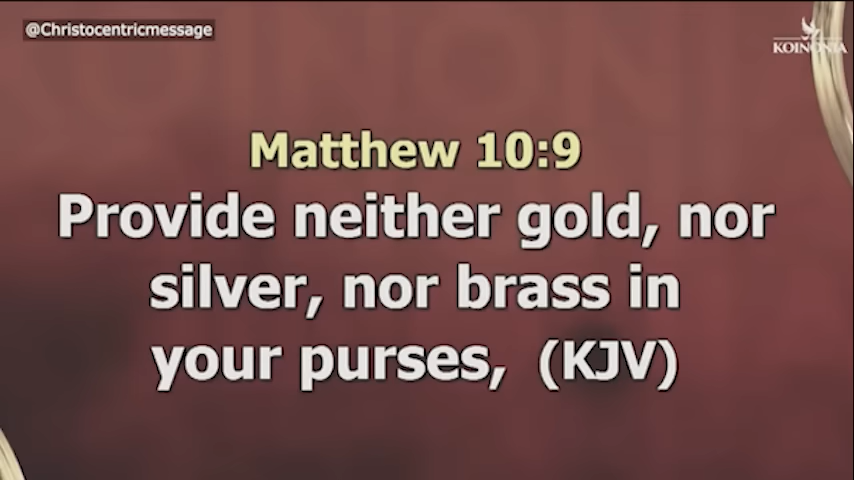 @Christocentricmessage
KOINONIA
Matthew 10:9
Provide neither gold, nor
silver, nor brass in
your purses, (KJV)